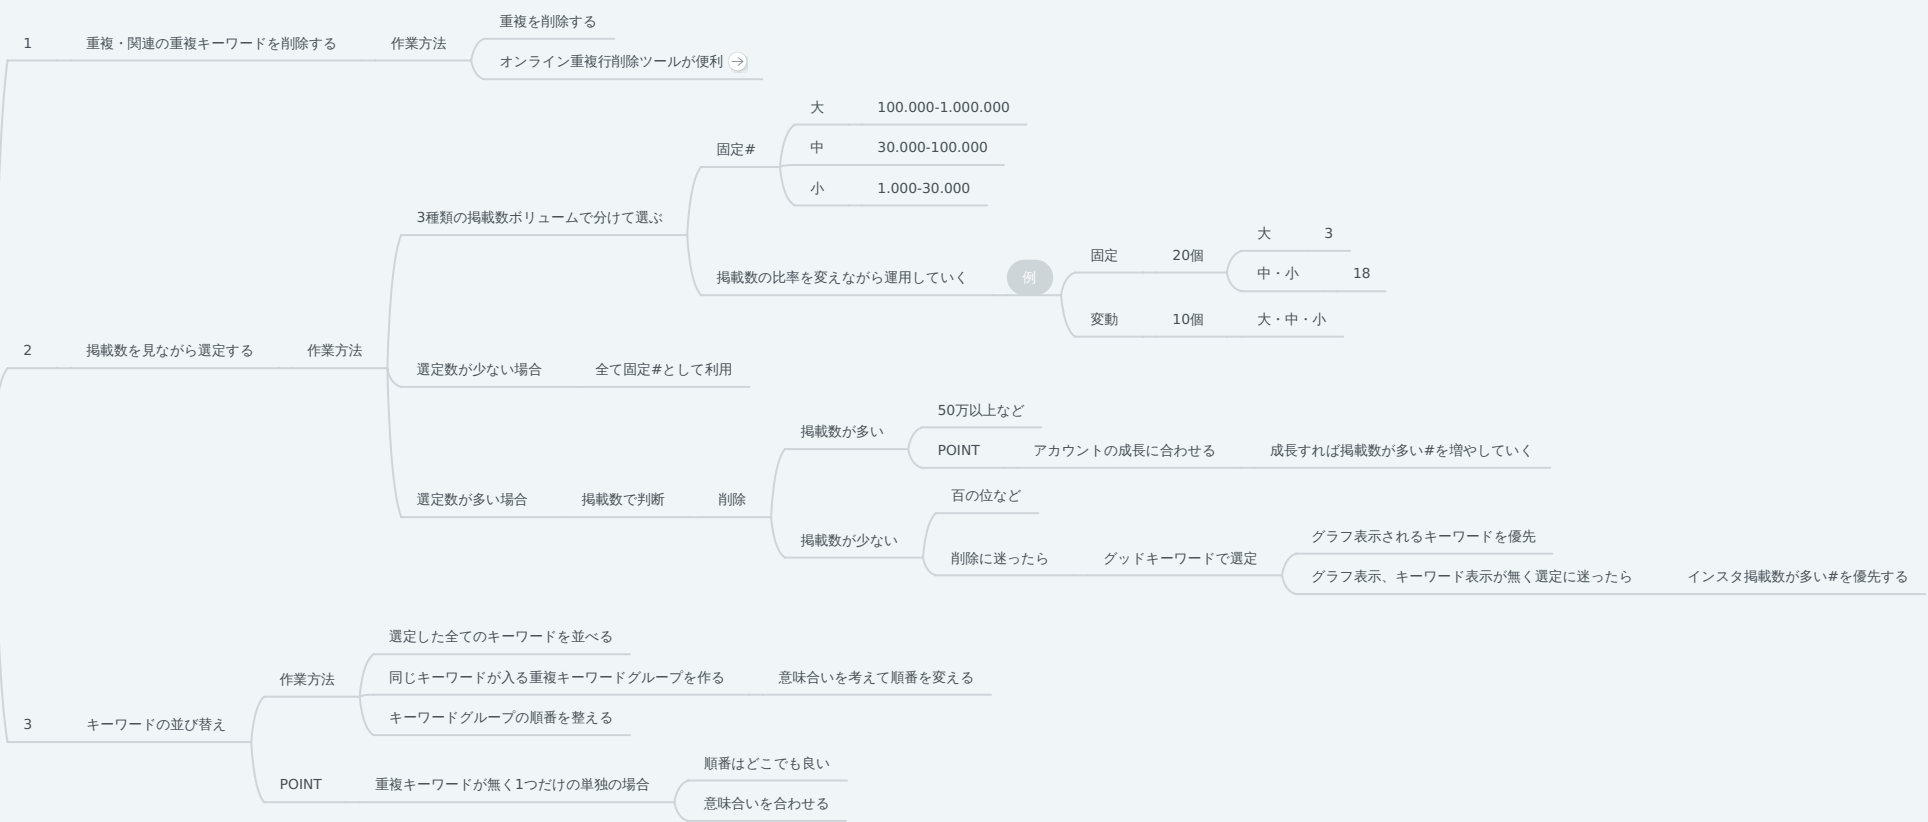 1
重複・関連の重複キーワードを削除する
作業方法
重複を削除する
オンライン重複行削除ツールが便利
2
掲載数を見ながら選定する
作業方法
3種類の掲載数ボリュームで分けて選ぶ
固定#
大
100.000-1.000.000
中
30.000-100.000
小
1.000-30.000
掲載数の比率を変えながら運用していく
例
固定
20個
大
3
中・小
18
変動
10個
大・中・小
選定数が少ない場合
全て固定#として利用
選定数が多い場合
掲載数で判断
削除
掲載数が多い
50万以上など
POINT
アカウントの成長に合わせる
成長すれば掲載数が多い#を増やしていく
掲載数が少ない
百の位など
削除に迷ったら
グッドキーワードで選定
グラフ表示されるキーワードを優先
グラフ表示、キーワード表示が無く選定に迷ったら
インスタ掲載数が多い#を優先する
3
キーワードの並び替え
作業方法
選定した全てのキーワードを並べる
同じキーワードが入る重複キーワードグループを作る
意味合いを考えて順番を変える
キーワードグループの順番を整える
POINT
重複キーワードが無く1つだけの単独の場合
順番はどこでも良い
意味合いを合わせる